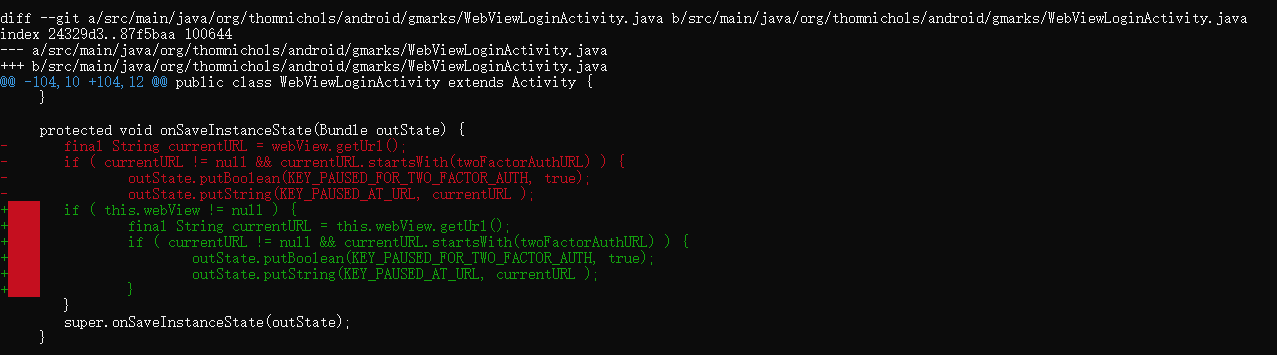 diff --git a/src/main/java/org/thomnichols/android/gmarks/WebViewLoginActivity.java b/src/main/java/org/thomnichols/android/gmarks/WebViewLoginActivity.java
index 24329d3..87f5baa 100644
--- a/src/main/java/org/thomnichols/android/gmarks/WebViewLoginActivity.java
+++ b/src/main/java/org/thomnichols/android/gmarks/WebViewLoginActivity.java
@@ -104,10 +104,12 @@ public class WebViewLoginActivity extends Activity {
     }

     protected void onSaveInstanceState(Bundle outState) {
-       final String currentURL = webView.getUrl();
-       if ( currentURL != null && currentURL.startsWith(twoFactorAuthURL) ) {
-               outState.putBoolean(KEY_PAUSED_FOR_TWO_FACTOR_AUTH, true);
-               outState.putString(KEY_PAUSED_AT_URL, currentURL );
+       if ( this.webView != null ) {
+               final String currentURL = this.webView.getUrl();
+               if ( currentURL != null && currentURL.startsWith(twoFactorAuthURL) ) {
+                       outState.putBoolean(KEY_PAUSED_FOR_TWO_FACTOR_AUTH, true);
+                       outState.putString(KEY_PAUSED_AT_URL, currentURL );
+               }
        }
        super.onSaveInstanceState(outState);
     }